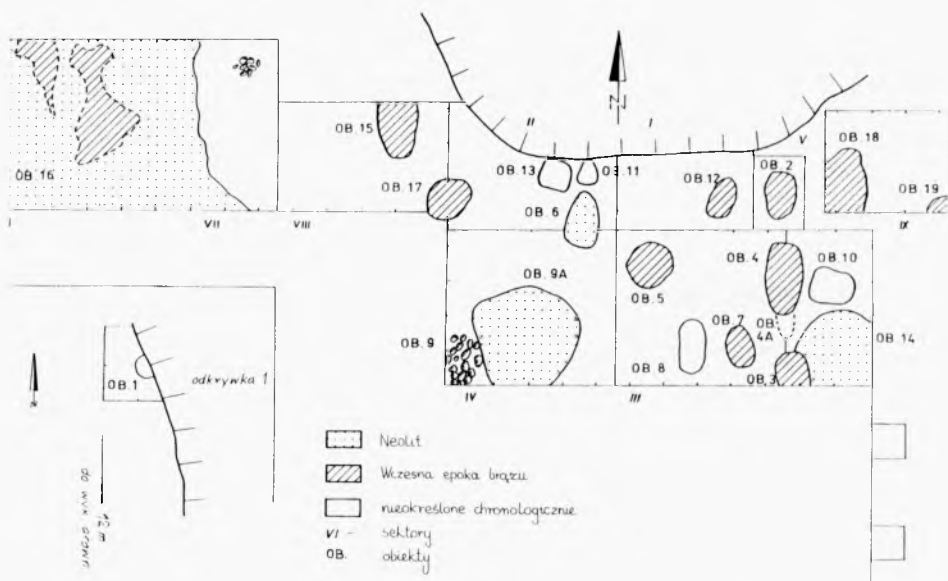 II
I
V
OB. 18
OB. 15
OB. 13
OB. 11
OB. 2
OB. 12
OB. 17
OB. 16
OB. 6
OB. 19
I
VII
VIII
IX
OB. 4
OB. 10
OB. 9A
OB. 5
OB. 7
OB.
4A
OB. 9
OB. 14
OB. 8
OB. 3
IV
III
N
OB. 1
odkrywka 1
12 m
Neolit
Wczesna epoka brązu
nieokreślone chronologicznie
VI - sektory
OB. obiekty